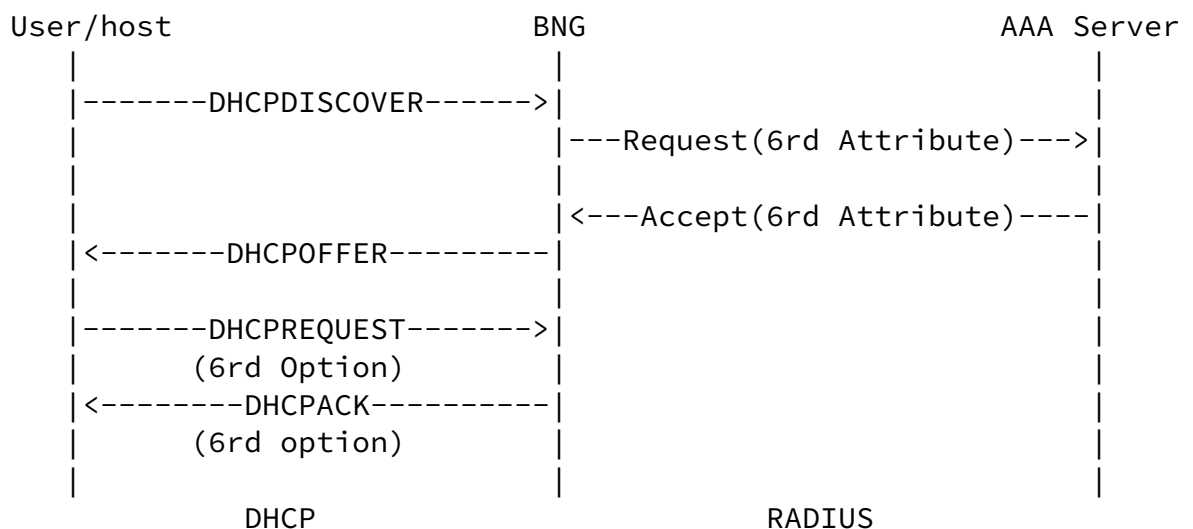 User/host BNG AAA Server
| | |
|-------DHCPDISCOVER------>| |
| |---Request(6rd Attribute)--->|
| | |
| |<---Accept(6rd Attribute)----|
|<-------DHCPOFFER---------| |
| | |
|-------DHCPREQUEST------->| |
| (6rd Option) | |
|<--------DHCPACK----------| |
| (6rd option) | |
| | |
DHCP RADIUS